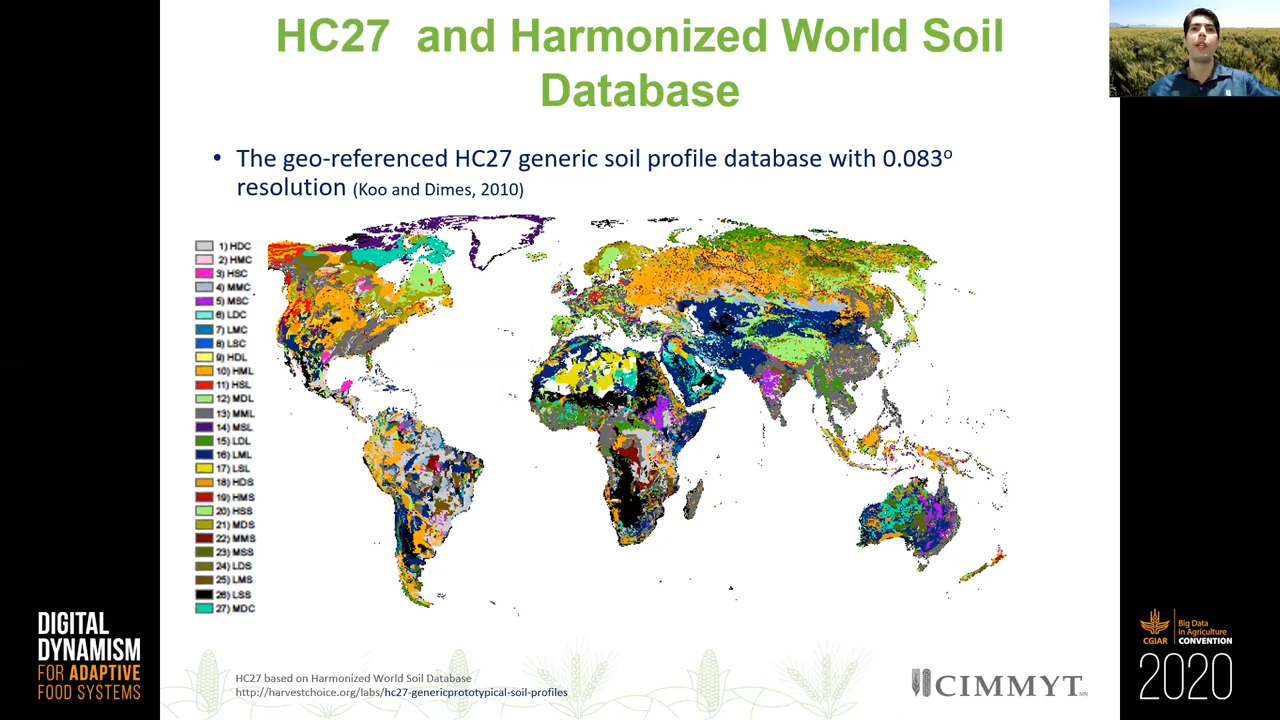 HC27 and Harmonized World Soil
Database
• The geo-referenced HC27 generic soil profile database with 0.083º
resolution (Koo and Dimes, 2010)
1) HDC
2) HMC
3) HSC
4) MMC
5) MSC
6) LDC
7) LMC
8) LSC
9) HDL
10) HML
11) HSL
12) MDL
13) MML
14) MSL
15) LDL
16) LML
17) LSL
18) HDS
19) HMS
20) HSS
21) MDS
22) MMS
23) MSS
24) LDS
25) LMS
26) LSS
27) MDC
HC27 based on Harmonized World Soil Database
http://harvestchoice.org/labs/hc27-genericprototypical-soil-profiles
CIMMYT MR
DIGITAL
DYNAMISM
FOR ADAPTIVE
FOOD SYSTEMS
CGIAR
Big Data
in Agriculture
CONVENTION
2020